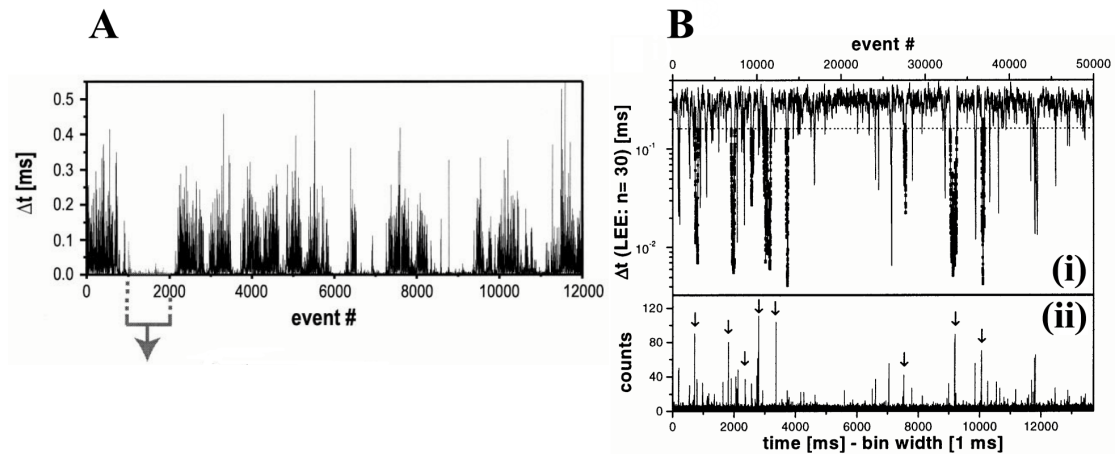 A
Δt [ms]
0.5
0.4
0.3
0.2
0.1
0.0
0 2000 4000 6000 8000 10000 12000
event #
B
event #
0 10000 20000 30000 40000 50000
Δt (LEE: n= 30) [ms]
10-1
10-2
(i)
(ii)
counts
120
80
40
0
0 2000 4000 6000 8000 10000 12000
time [ms] - bin width [1 ms]